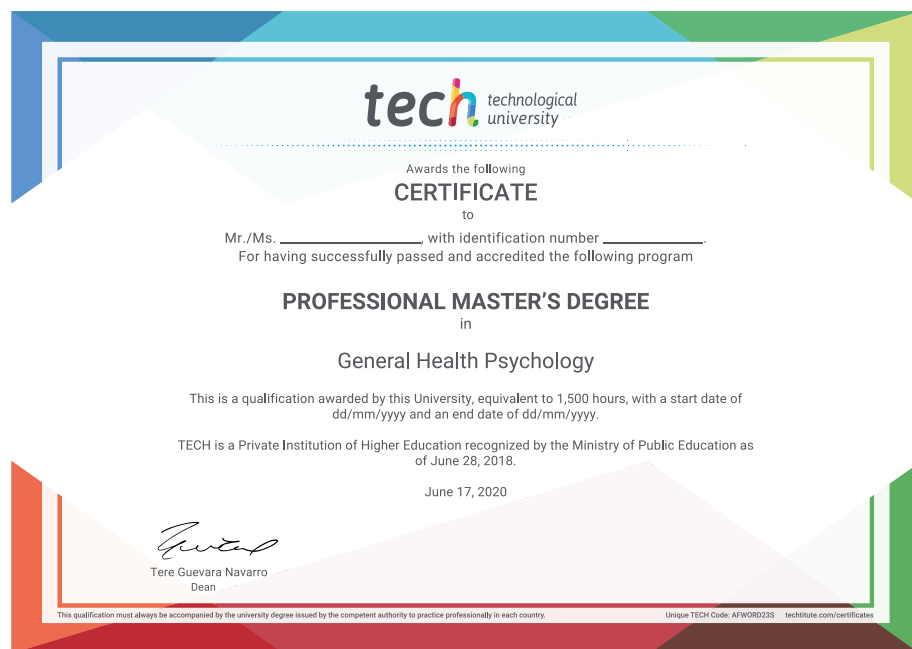 tech technological
university
Awards the following
CERTIFICATE
to
Mr./Ms. ____________________, with identification number ______________.
For having successfully passed and accredited the following program
PROFESSIONAL MASTER'S DEGREE
in
General Health Psychology
This is a qualification awarded by this University, equivalent to 1,500 hours, with a start date of
dd/mm/yyyy and an end date of dd/mm/yyyy.
TECH is a Private Institution of Higher Education recognized by the Ministry of Public Education as
of June 28, 2018.
June 17, 2020
Tere Guevara Navarro
Dean
This qualification must always be accompanied by the university degree issued by the competent authority to practice professionally in each country.
Unique TECH Code: AFWORD23S techtitute.com/certificates